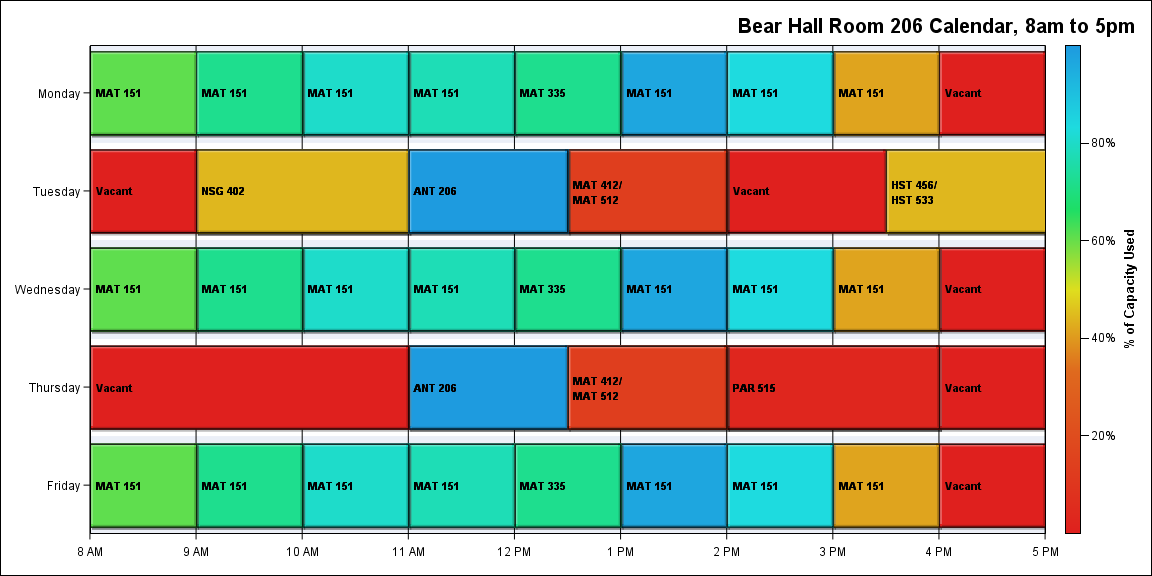 Bear Hall Room 206 Calendar, 8am to 5pm
Monday
MAT 151
MAT 151
MAT 151
MAT 151
MAT 335
MAT 151
MAT 151
MAT 151
Vacant
Tuesday
Vacant
NSG 402
ANT 206
MAT 412/
MAT 512
Vacant
HST 456/
HST 533
Wednesday
MAT 151
MAT 151
MAT 151
MAT 151
MAT 335
MAT 151
MAT 151
MAT 151
Vacant
Thursday
Vacant
ANT 206
MAT 412/
MAT 512
PAR 515
Vacant
Friday
MAT 151
MAT 151
MAT 151
MAT 151
MAT 335
MAT 151
MAT 151
MAT 151
Vacant
8 AM
9 AM
10 AM
11 AM
12 PM
1 PM
2 PM
3 PM
4 PM
5 PM
80%
60%
40%
20%
% of Capacity Used